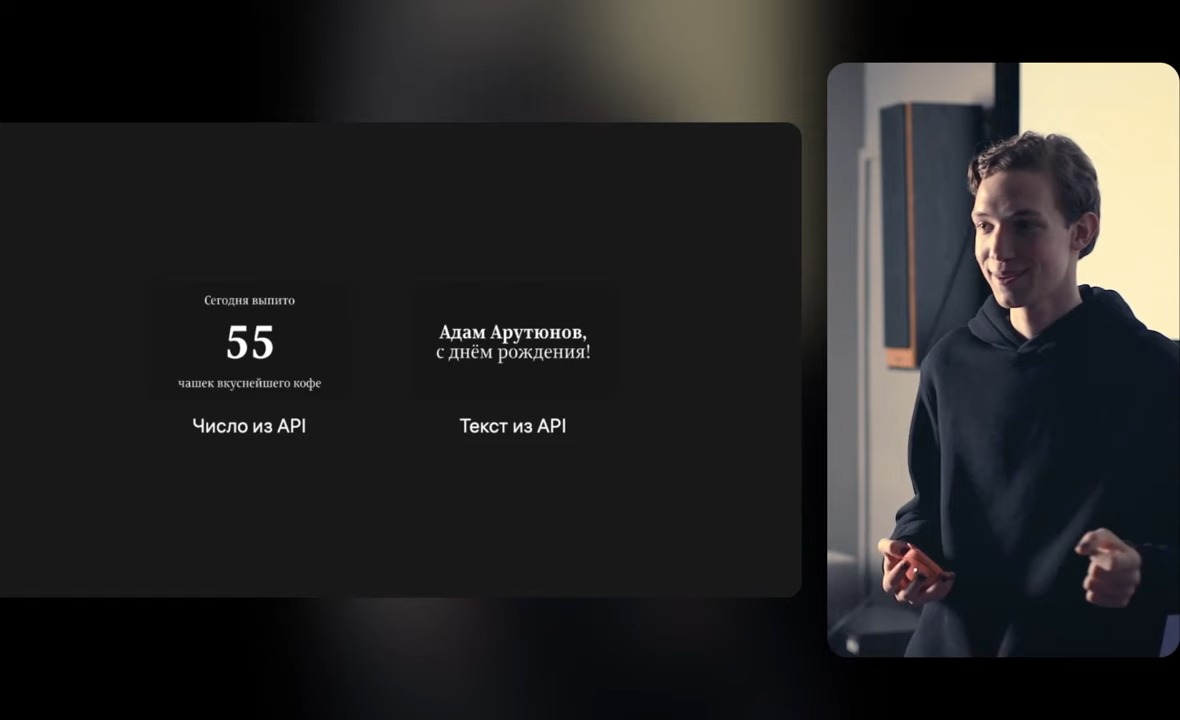 Сегодня выпито
55
чашек вкуснейшего кофе
Число из API
Адам Арутюнов,
с днём рождения!
Текст из API